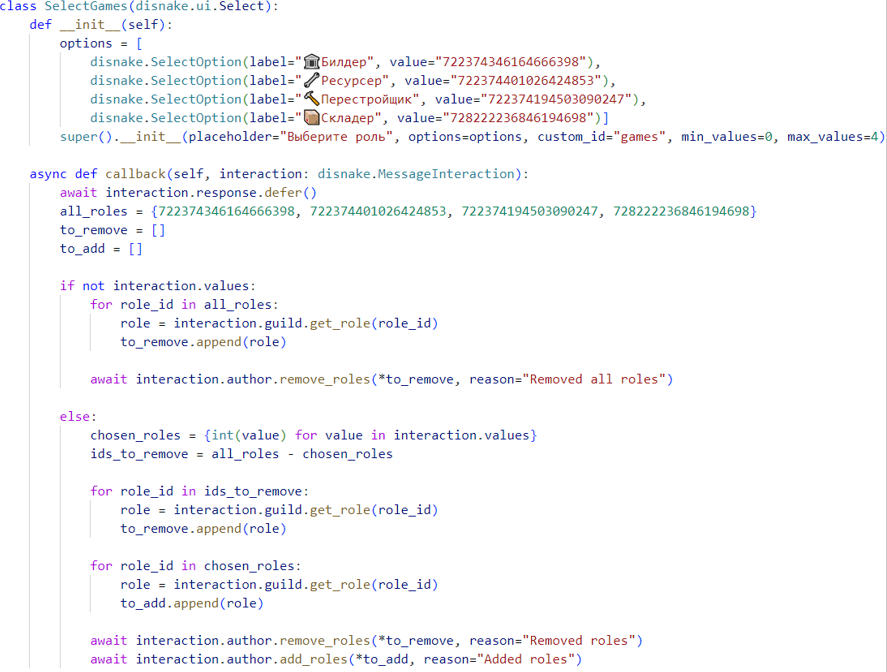 class SelectGames(disnake.ui.Select):
    def __init__(self):
        options = [
            disnake.SelectOption(label="🏛️Билдер", value="722374346164666398"),
            disnake.SelectOption(label="🦴Ресурсер", value="722374401026424853"),
            disnake.SelectOption(label="🔨Перестройщик", value="722374194503090247"),
            disnake.SelectOption(label="📦Складер", value="728222236846194698")]
        super().__init__(placeholder="Выберите роль", options=options, custom_id="games", min_values=0, max_values=4)

    async def callback(self, interaction: disnake.MessageInteraction):
        await interaction.response.defer()
        all_roles = {722374346164666398, 722374401026424853, 722374194503090247, 728222236846194698}
        to_remove = []
        to_add = []

        if not interaction.values:
            for role_id in all_roles:
                role = interaction.guild.get_role(role_id)
                to_remove.append(role)

            await interaction.author.remove_roles(*to_remove, reason="Removed all roles")

        else:
            chosen_roles = {int(value) for value in interaction.values}
            ids_to_remove = all_roles - chosen_roles

            for role_id in ids_to_remove:
                role = interaction.guild.get_role(role_id)
                to_remove.append(role)

            for role_id in chosen_roles:
                role = interaction.guild.get_role(role_id)
                to_add.append(role)

            await interaction.author.remove_roles(*to_remove, reason="Removed roles")
            await interaction.author.add_roles(*to_add, reason="Added roles")